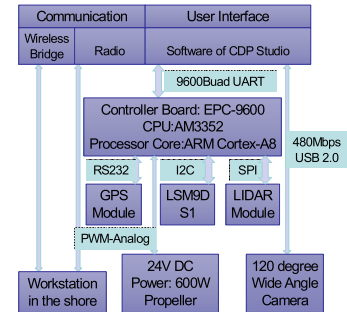 Communication
User Interface
Wireless
Bridge
Radio
Software of CDP Studio
9600Buad UART
Controller Board: EPC-9600
CPU:AM3352
Processor Core:ARM Cortex-A8
480Mbps
USB 2.0
RS232
I2C
SPI
GPS
Module
LSM9D
S1
LIDAR
Module
PWM-Analog
Workstation
in the shore
24V DC
Power: 600W
Propeller
120 degree
Wide Angle
Camera